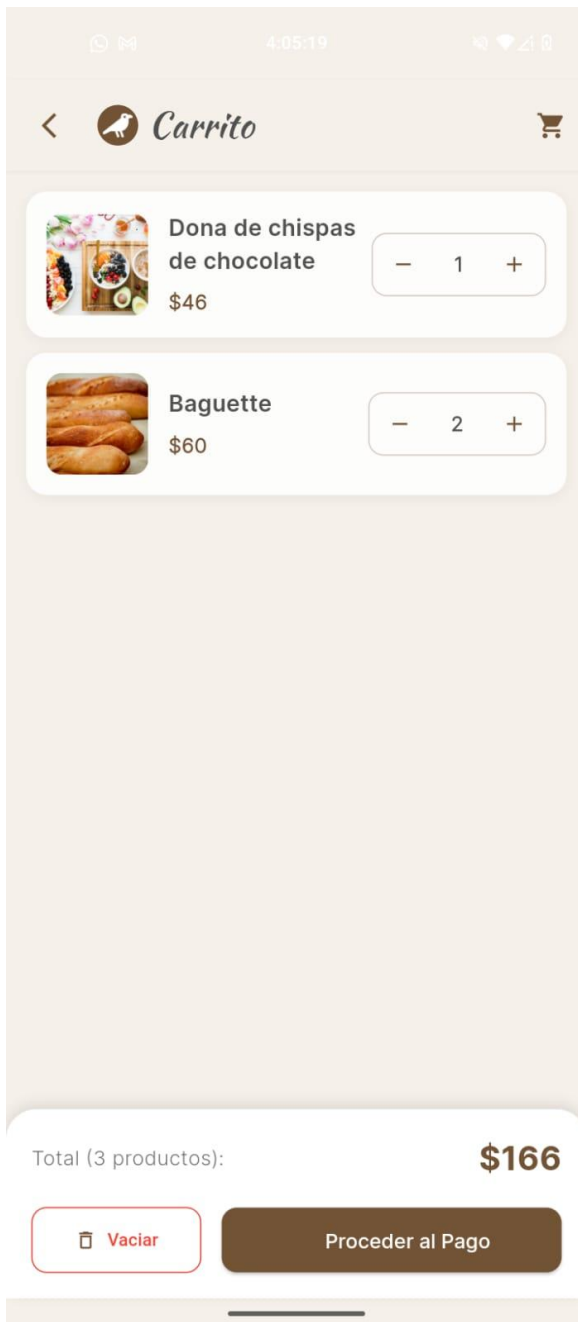 4:05:19
Carrito
Dona de chispas
de chocolate
$46
− 1 +
Baguette
$60
− 2 +
Total (3 productos): $166
Vaciar Proceder al Pago